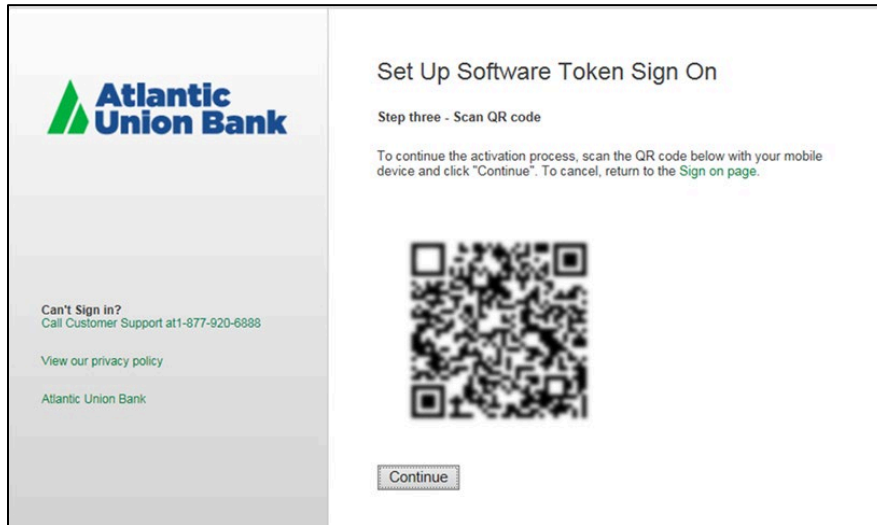 Atlantic
Union Bank
Can't Sign in?
Call Customer Support at1-877-920-6888
View our privacy policy
Atlantic Union Bank
Set Up Software Token Sign On
Step three - Scan QR code
To continue the activation process, scan the QR code below with your mobile
device and click "Continue". To cancel, return to the Sign on page.
Continue